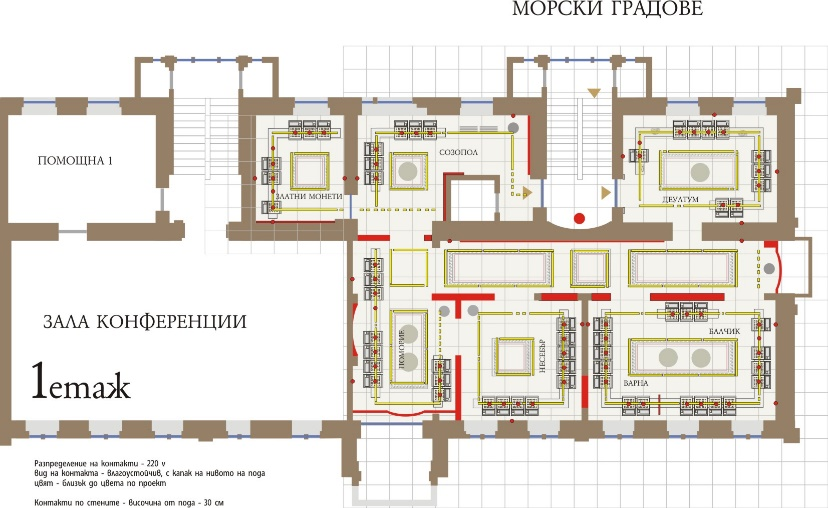 МОРСКИ ГРАДОВЕ
ПОМОЩНА 1
СОЗОПОЛ
ЗЛАТНИ МОНЕТИ
ДЕУЛТУМ
ЗАЛА КОНФЕРЕНЦИИ
ПОМОРИЕ
НЕСЕБЪР
БАЛЧИК
ВАРНА
1етаж
Разпределение на контакти - 220 v
вид на контакта - влагоустойчив, с капак на нивото на пода
цвят - близък до цвета по проект
Контакти по стените - височина от пода - 30 см